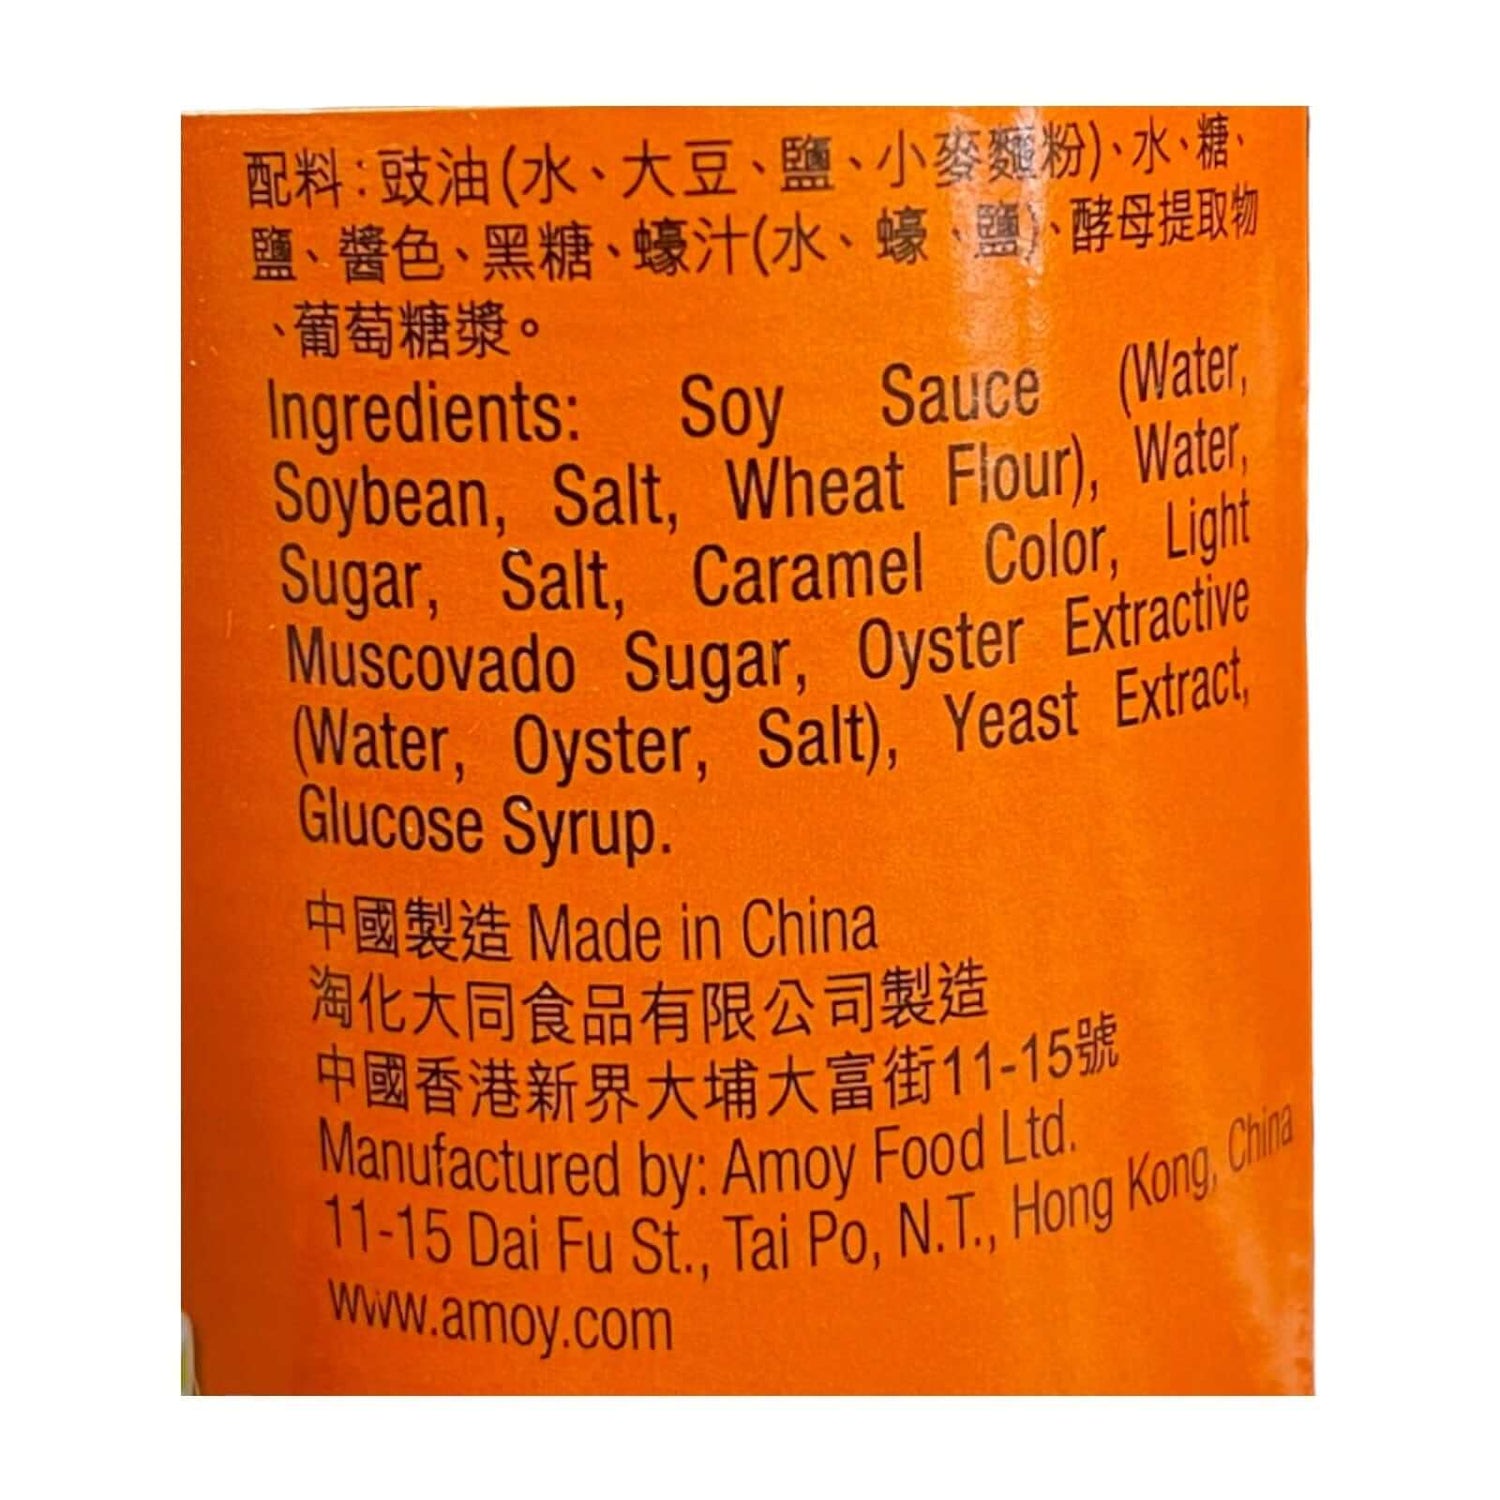 配料：豉油(水、大豆、鹽、小麥麵粉)、水、糖、
鹽、醬色、黑糖、蠔汁(水、蠔、鹽)、酵母提取物
、葡萄糖漿。
Ingredients: Soy Sauce (Water,
Soybean, Salt, Wheat Flour), Water,
Sugar, Salt, Caramel Color, Light
Muscovado Sugar, Oyster Extractive
(Water, Oyster, Salt), Yeast Extract,
Glucose Syrup.
中國製造 Made in China
淘化大同食品有限公司製造
中國香港新界大埔大富街11-15號
Manufactured by: Amoy Food Ltd.
11-15 Dai Fu St., Tai Po, N.T., Hong Kong, China
www.amoy.com